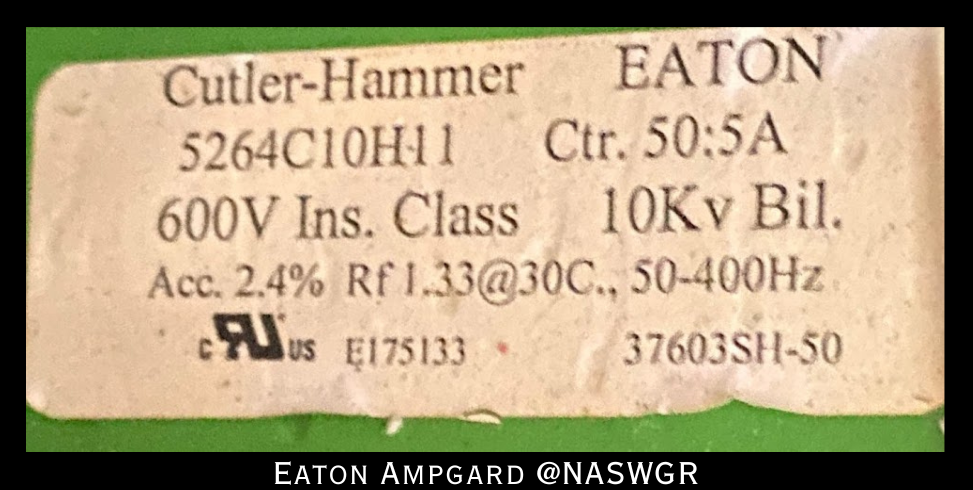 Cutler-Hammer EATON
5264C10H11 Ctr. 50:5A
600V Ins. Class 10Kv Bil.
Acc. 2.4% Rf 1.33@30C., 50-400Hz
c RU us E175133 37603SH-50
EATON AMPGARD @NASWGR